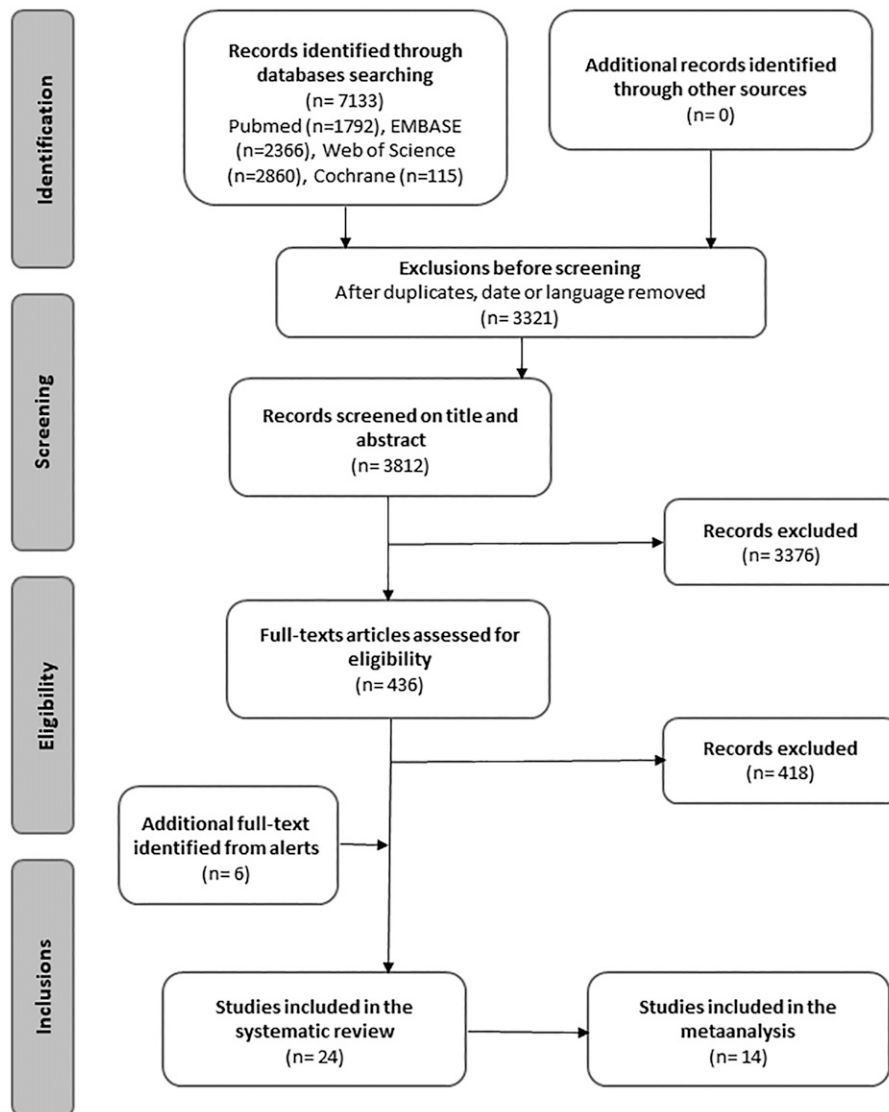 Identification
Records identified through
databases searching
(n= 7133)
Pubmed (n=1792), EMBASE
(n=2366), Web of Science
(n=2860), Cochrane (n=115)
Additional records identified
through other sources
(n= 0)
Exclusions before screening
After duplicates, date or language removed
(n= 3321)
Screening
Records screened on title and
abstract
(n= 3812)
Records excluded
(n= 3376)
Eligibility
Full-texts articles assessed for
eligibility
(n= 436)
Records excluded
(n= 418)
Additional full-text
identified from alerts
(n= 6)
Inclusions
Studies included in the
systematic review
(n= 24)
Studies included in the
metaanalysis
(n= 14)